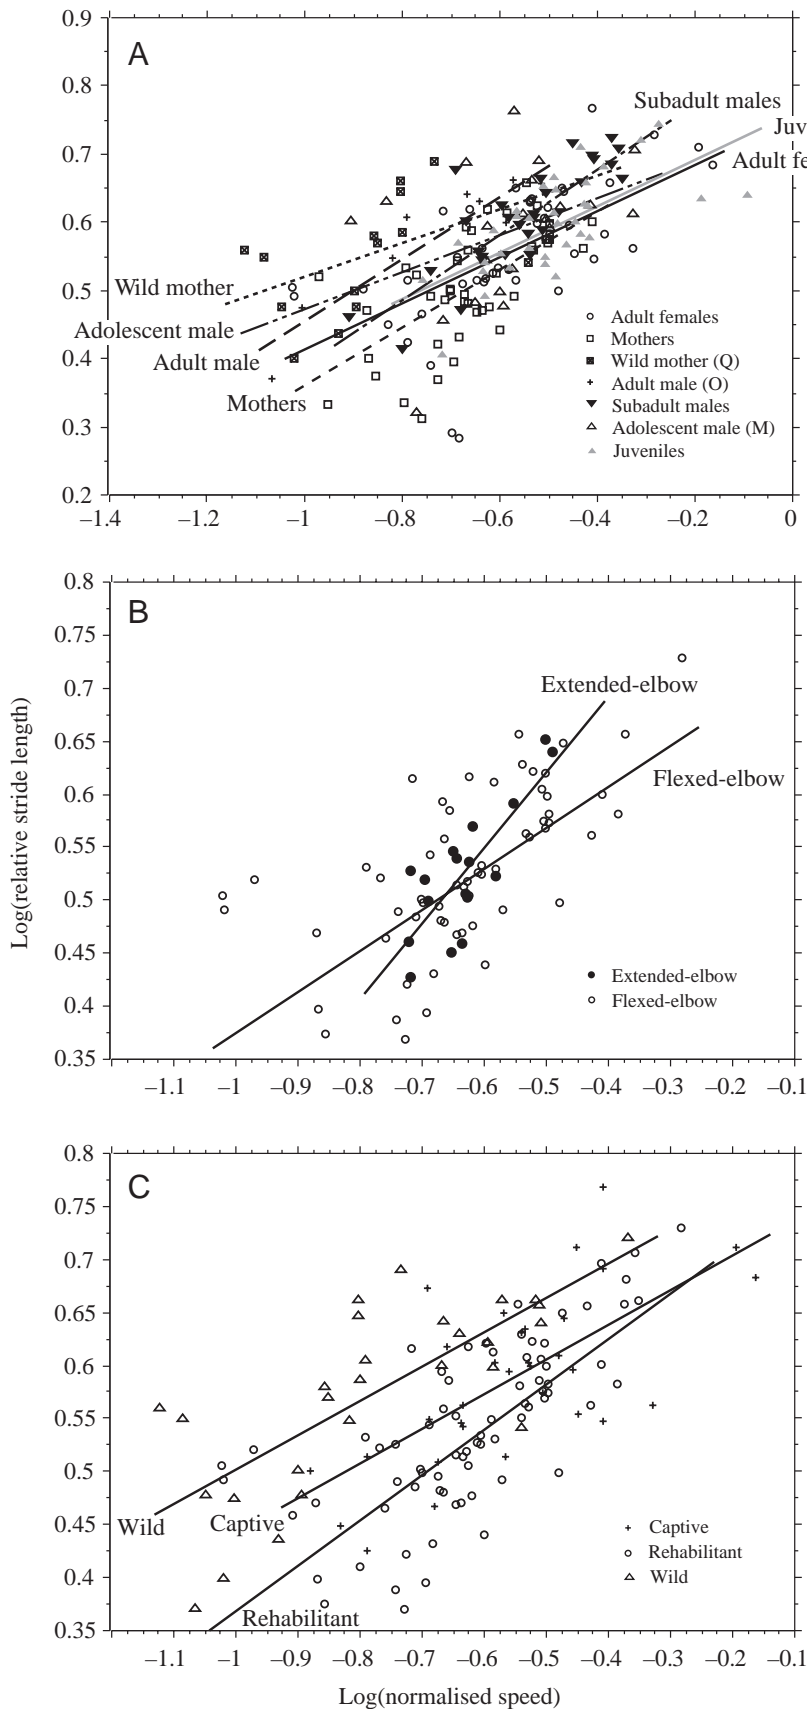 0.9
A
0.8
Subadult males
Juv
0.7
Adult fe
0.6
0.5
Wild mother
Adolescent male
0.4
Adult male
Mothers
0.3
0.2
Adult females
Mothers
Wild mother (Q)
Adult male (O)
Subadult males
Adolescent male (M)
Juveniles
–1.4 –1.2 –1 –0.8 –0.6 –0.4 –0.2 0
0.8
B
0.75
0.7
Extended-elbow
0.65
Flexed-elbow
0.6
0.55
0.5
0.45
0.4
0.35
Extended-elbow
Flexed-elbow
–1.1 –1 –0.9 –0.8 –0.7 –0.6 –0.5 –0.4 –0.3 –0.2 –0.1
Log(relative stride length)
0.8
C
0.75
0.7
0.65
0.6
0.55
0.5
0.45
Wild
Captive
0.4
0.35
Rehabilitant
Captive
Rehabilitant
Wild
–1.1 –1 –0.9 –0.8 –0.7 –0.6 –0.5 –0.4 –0.3 –0.2 –0.1
Log(normalised speed)